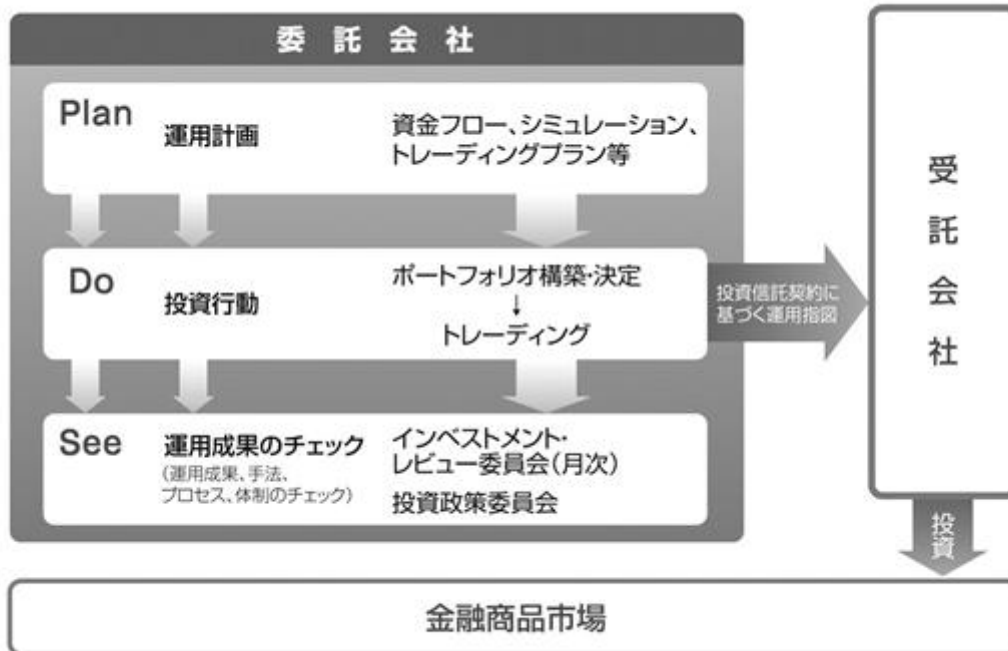 委託会社
Plan
運用計画
資金フロー、シミュレーション、
トレーディングプラン等
Do
投資行動
ポートフォリオ構築・決定
↓
トレーディング
投資信託契約に
基づく運用指図
See
運用成果のチェック
(運用成果、手法、
プロセス、体制のチェック)
インベストメント・
レビュー委員会(月次)
投資政策委員会
受託会社
投資
金融商品市場